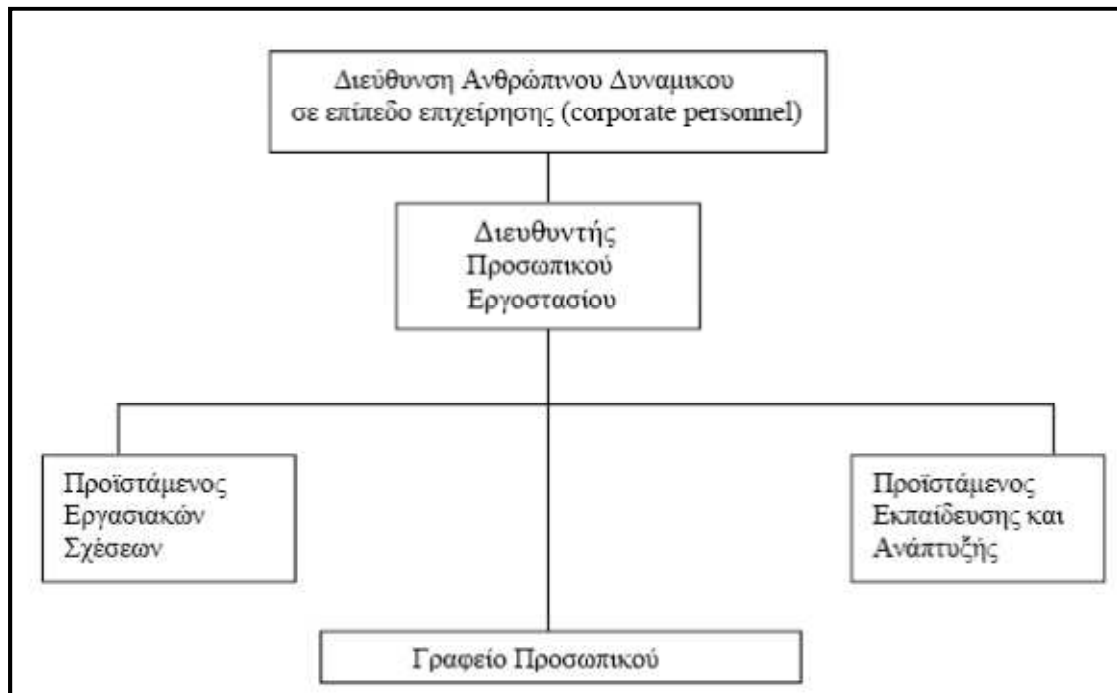 Διεύθυνση Ανθρώπινου Δυναμικου
σε επίπεδο επιχείρησης (corporate personnel)
Διευθυντής
Προσωπικού
Εργοστασίου
Προϊστάμενος
Εργασιακών
Σχέσεων
Προϊστάμενος
Εκπαίδευσης και
Ανάπτυξής
Γραφείο Προσωπικού